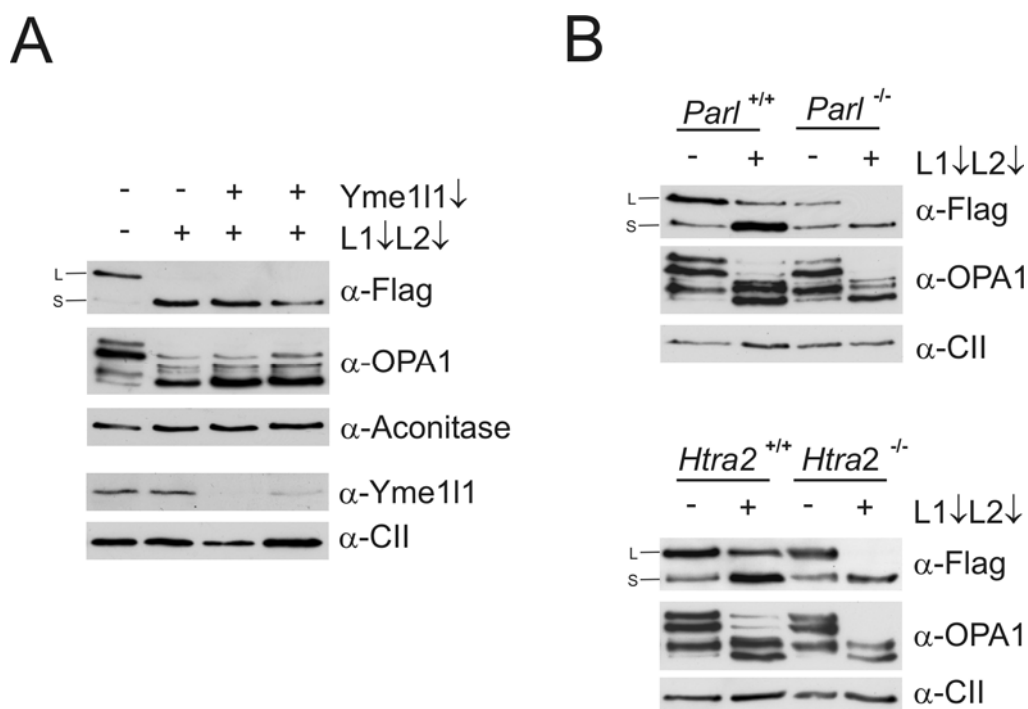 A
- - + + Yme1l1↓
- + + + L1↓L2↓
L
S
α-Flag
α-OPA1
α-Aconitase
α-Yme1l1
α-CII
B
Parl +/+ Parl -/-
- + - + L1↓L2↓
L
S
α-Flag
α-OPA1
α-CII
Htra2 +/+ Htra2 -/-
- + - + L1↓L2↓
L
S
α-Flag
α-OPA1
α-CII